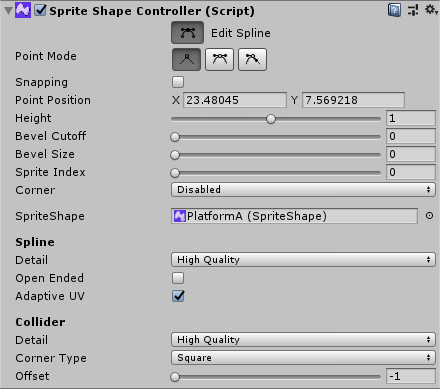 Sprite Shape Controller (Script)
Edit Spline
Point Mode
Snapping
Point Position X 23.48045 Y 7.569218
Height 1
Bevel Cutoff 0
Bevel Size 0
Sprite Index 0
Corner Disabled
SpriteShape PlatformA (SpriteShape)
Spline
Detail High Quality
Open Ended
Adaptive UV
Collider
Detail High Quality
Corner Type Square
Offset -1